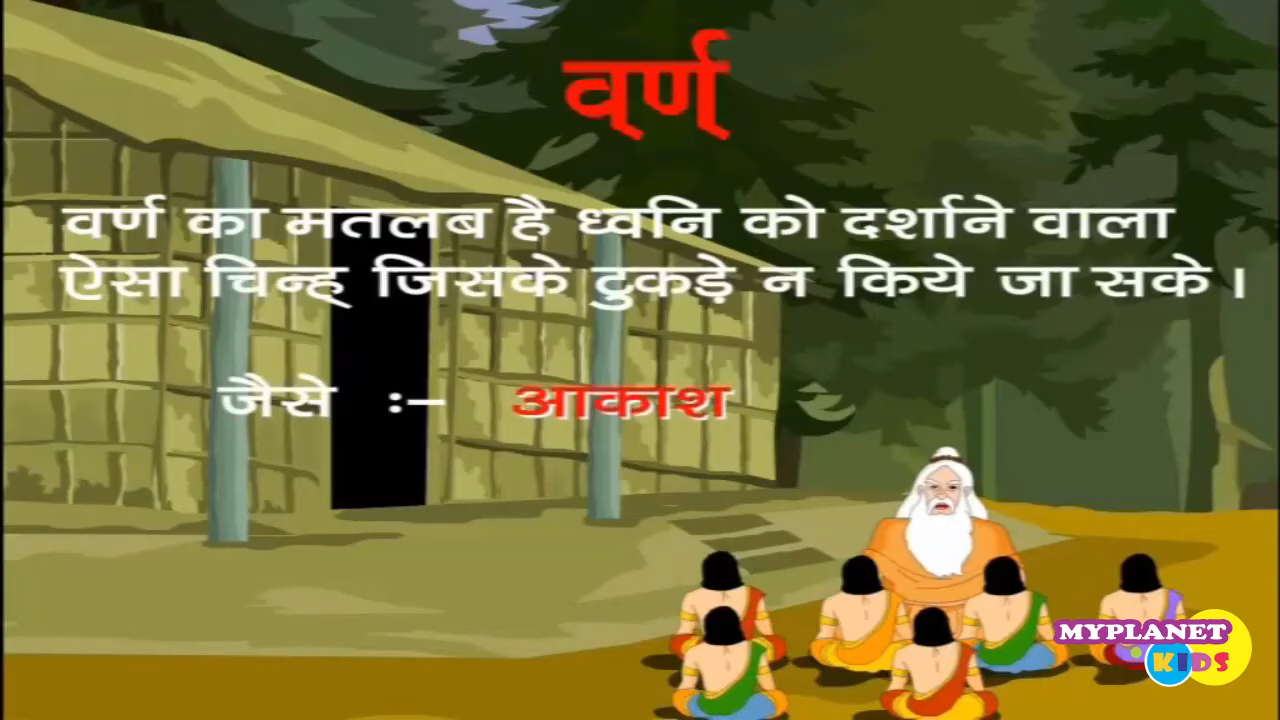 वर्ण
वर्ण का मतलब है ध्वनि को दर्शाने वाला
ऐसा चिन्ह् जिसके टुकड़े न किये जा सके।
जैसे :– आकाश
MYPLANET
KIDS